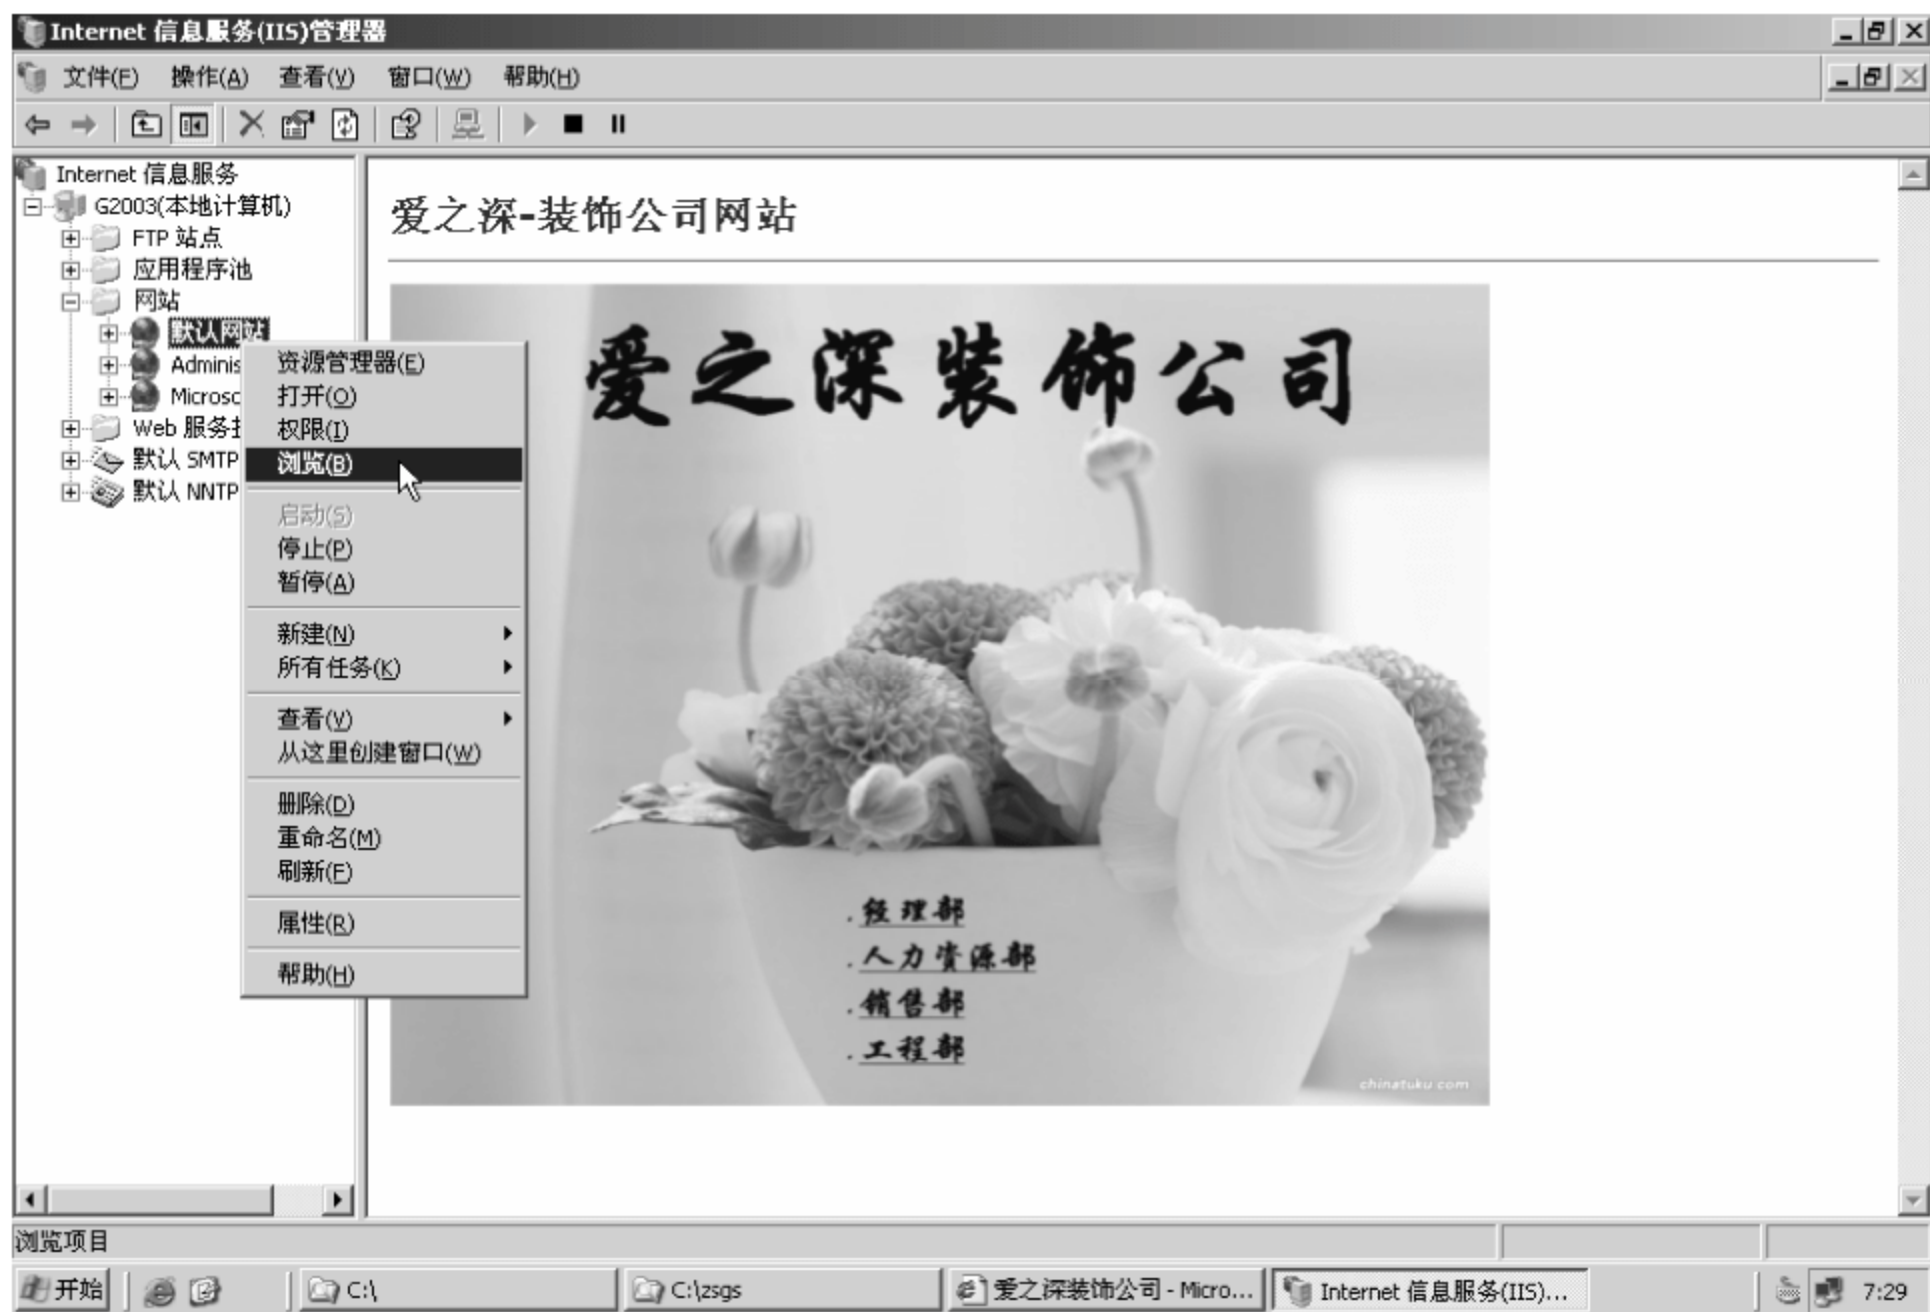 Internet 信息服务(IIS)管理器
文件(F) 操作(A) 查看(V) 窗口(W) 帮助(H)
Internet 信息服务
G2003(本地计算机)
FTP 站点
应用程序池
网站
默认网站
Adminis
Microsc
Web 服务
默认 SMTP
默认 NNTP
资源管理器(E)
打开(O)
权限(I)
浏览(B)
启动(S)
停止(P)
暂停(A)
新建(N)
所有任务(K)
查看(V)
从这里创建窗口(W)
删除(D)
重命名(M)
刷新(F)
属性(R)
帮助(H)
爱之深-装饰公司网站
爱之深装饰公司
.经理部
.人力资源部
.销售部
.工程部
chinatuku.com
浏览项目
开始 C:\ C:\zsgs 爱之深装饰公司 - Micro... Internet 信息服务(IIS)... 7:29